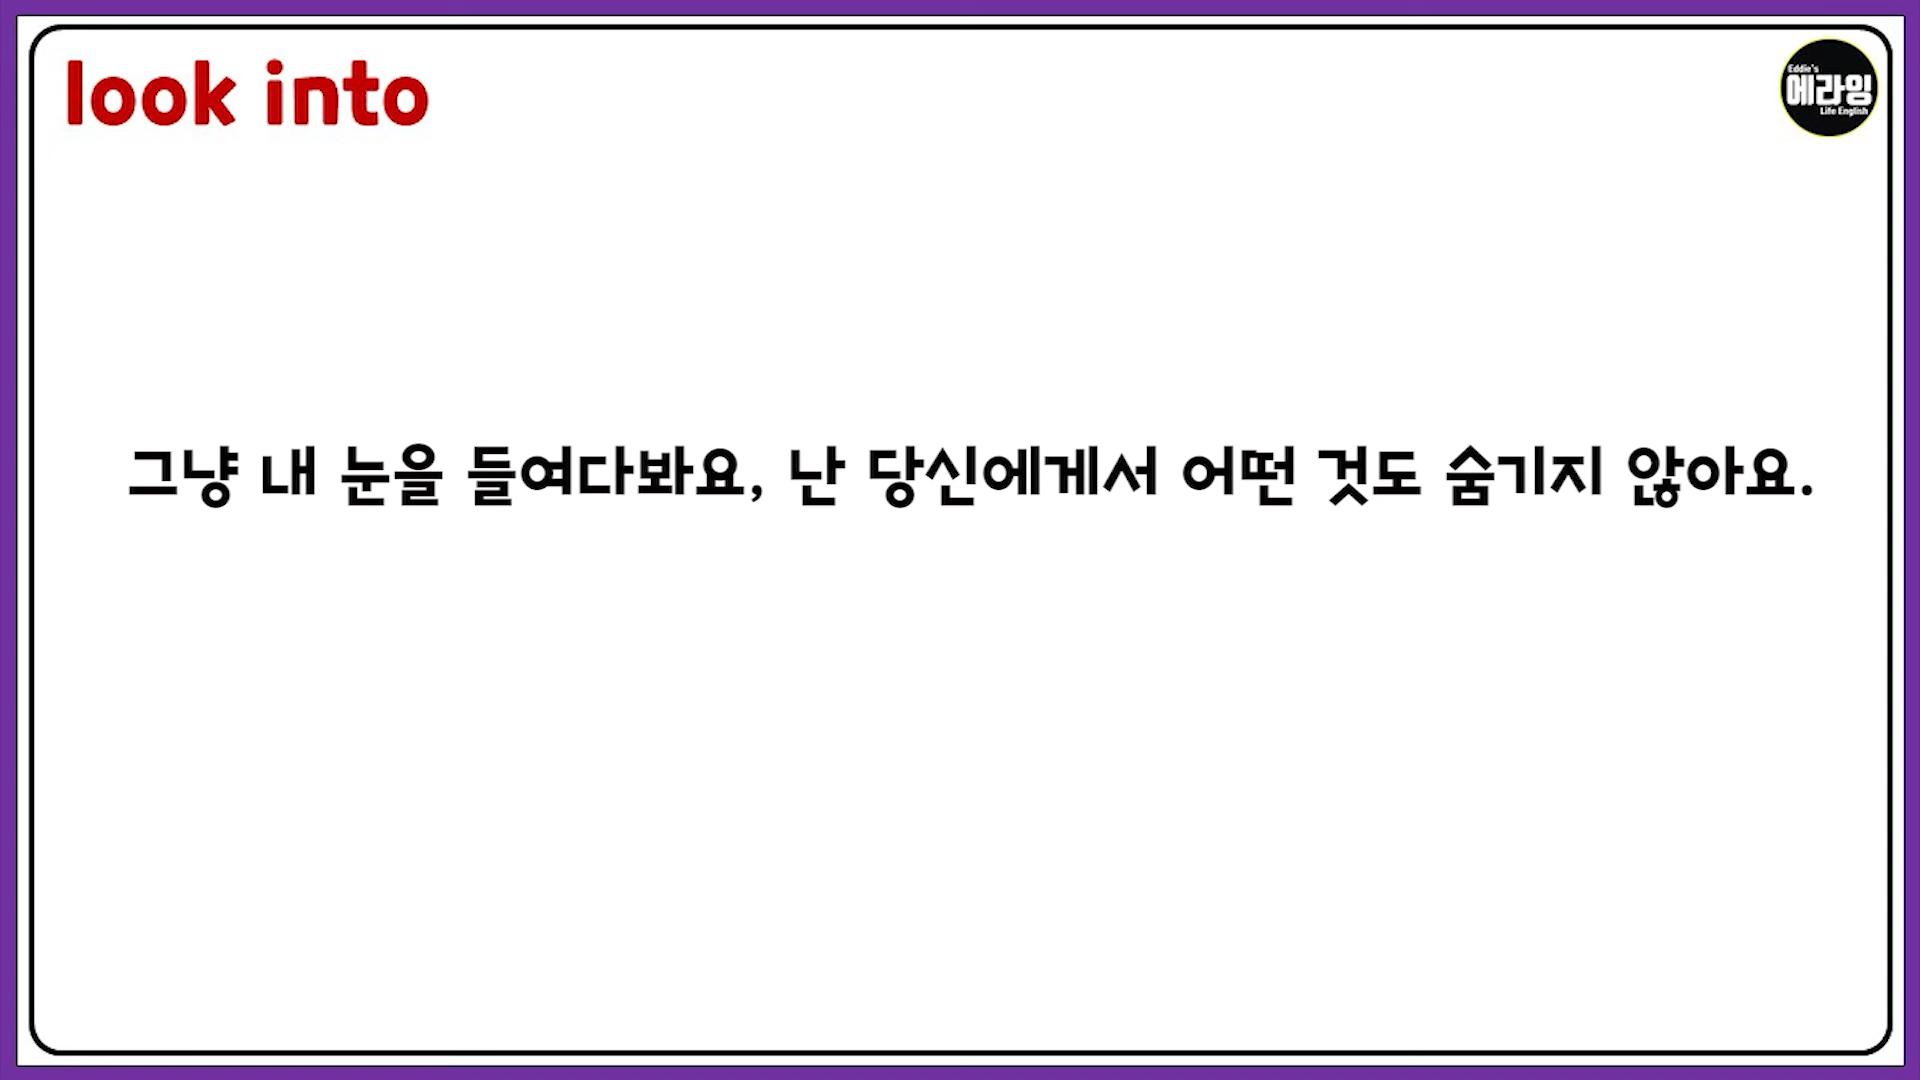 look into
Eddie's
에라잉
Life English
그냥 내 눈을 들여다봐요, 난 당신에게서 어떤 것도 숨기지 않아요.